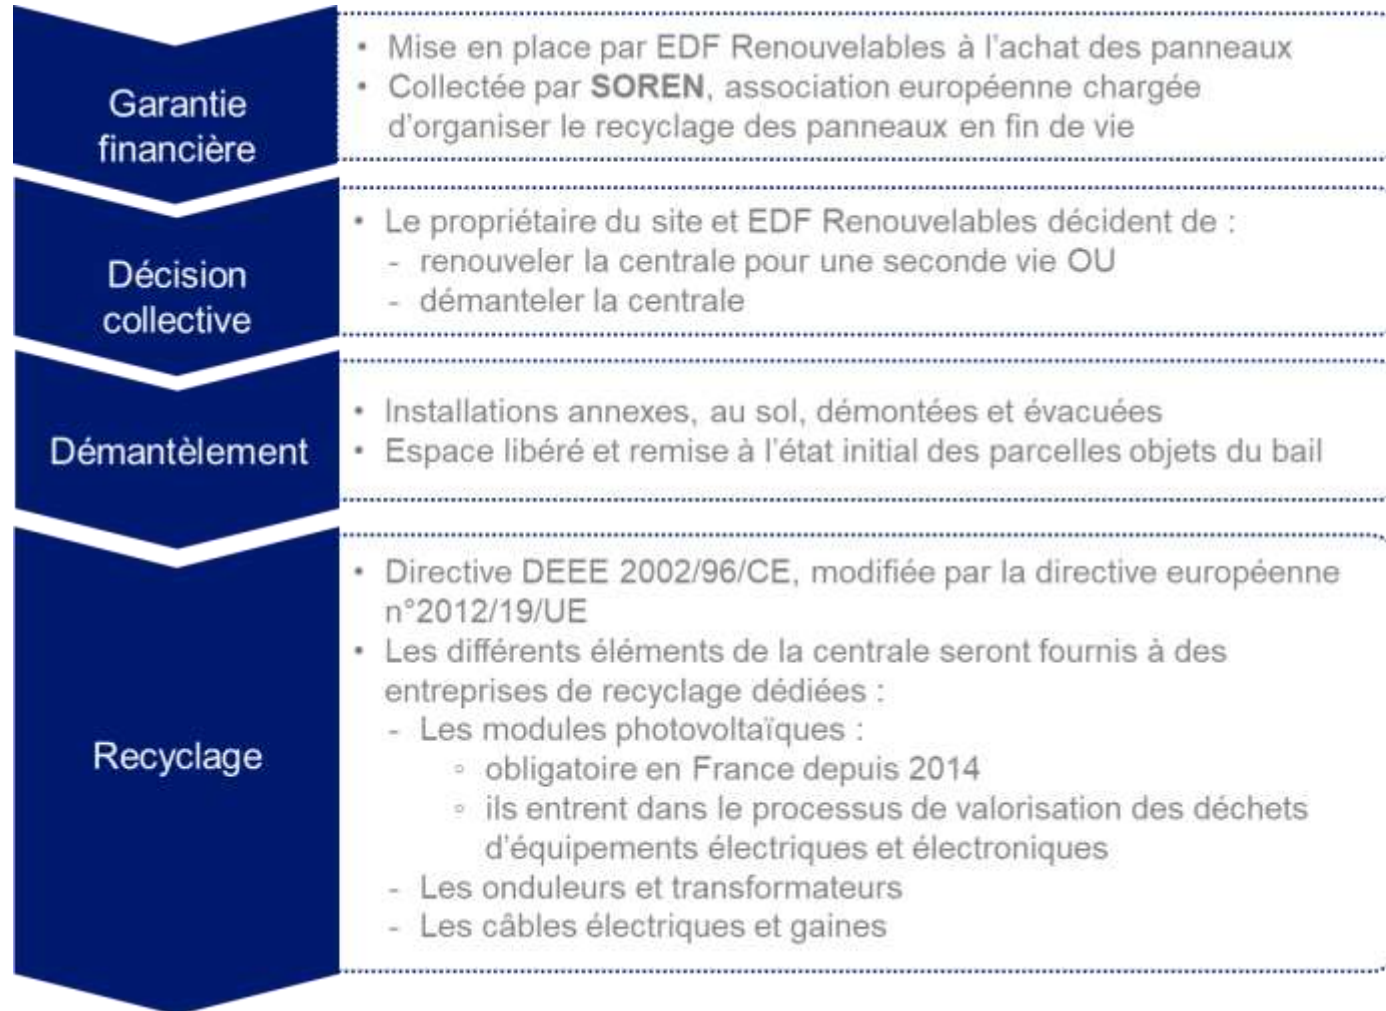 Garantie
financière
• Mise en place par EDF Renouvelables à l’achat des panneaux
• Collectée par SOREN, association européenne chargée
d’organiser le recyclage des panneaux en fin de vie
Décision
collective
• Le propriétaire du site et EDF Renouvelables décident de :
- renouveler la centrale pour une seconde vie OU
- démanteler la centrale
Démantèlement
• Installations annexes, au sol, démontées et évacuées
• Espace libéré et remise à l’état initial des parcelles objets du bail
Recyclage
• Directive DEEE 2002/96/CE, modifiée par la directive européenne
n°2012/19/UE
• Les différents éléments de la centrale seront fournis à des
entreprises de recyclage dédiées :
- Les modules photovoltaïques :
◦ obligatoire en France depuis 2014
◦ ils entrent dans le processus de valorisation des déchets
d’équipements électriques et électroniques
- Les onduleurs et transformateurs
- Les câbles électriques et gaines